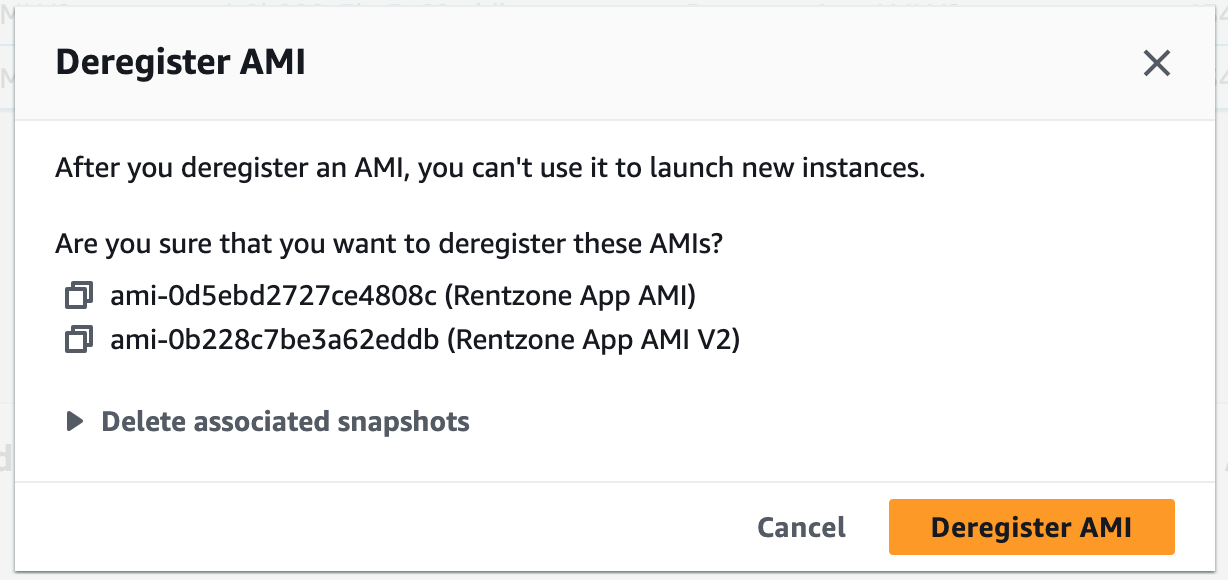 Deregister AMI
After you deregister an AMI, you can't use it to launch new instances.
Are you sure that you want to deregister these AMIs?
ami-0d5ebd2727ce4808c (Rentzone App AMI)
ami-0b228c7be3a62eddb (Rentzone App AMI V2)
Delete associated snapshots
Cancel Deregister AMI